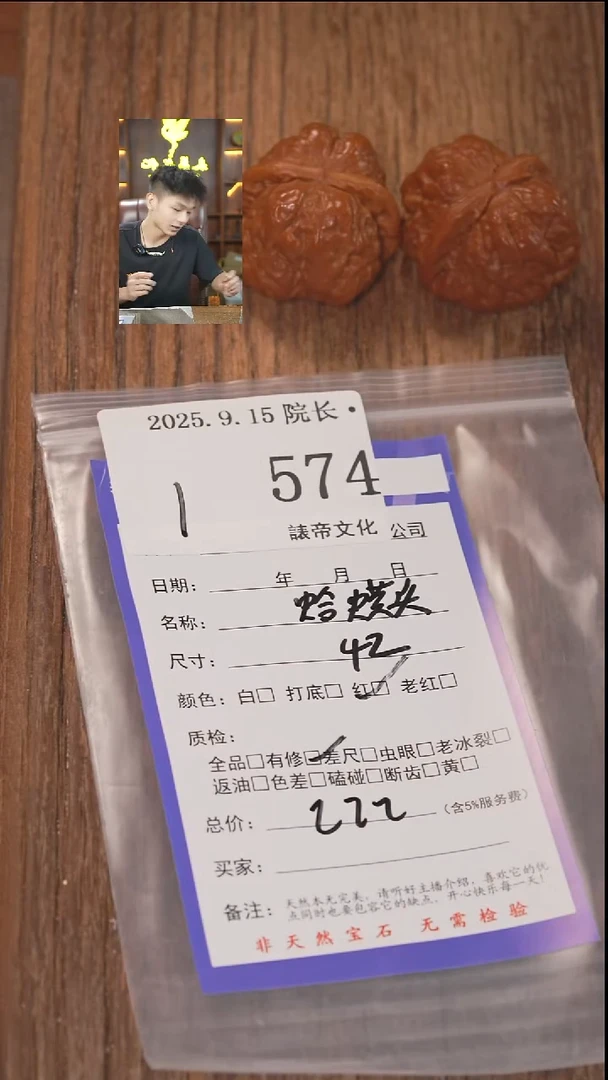 2025.9.15 院长·
574
1
誺帝文化 公司
日期： 年 月 日
名称： 蛤蟆头
尺寸： 42
颜色：白□ 打底□ 红☑ 老红□
质检：
全品□有修☑差尺□虫眼□老冰裂□
返油□色差□磕碰□断齿□黄□
总价： 222 （含5%服务费）
买家：
备注：天然本无完美，请听好主播介绍，喜欢它的优
点同时也要包容它的缺点，开心快乐每一天！
非天然宝石 无需检验